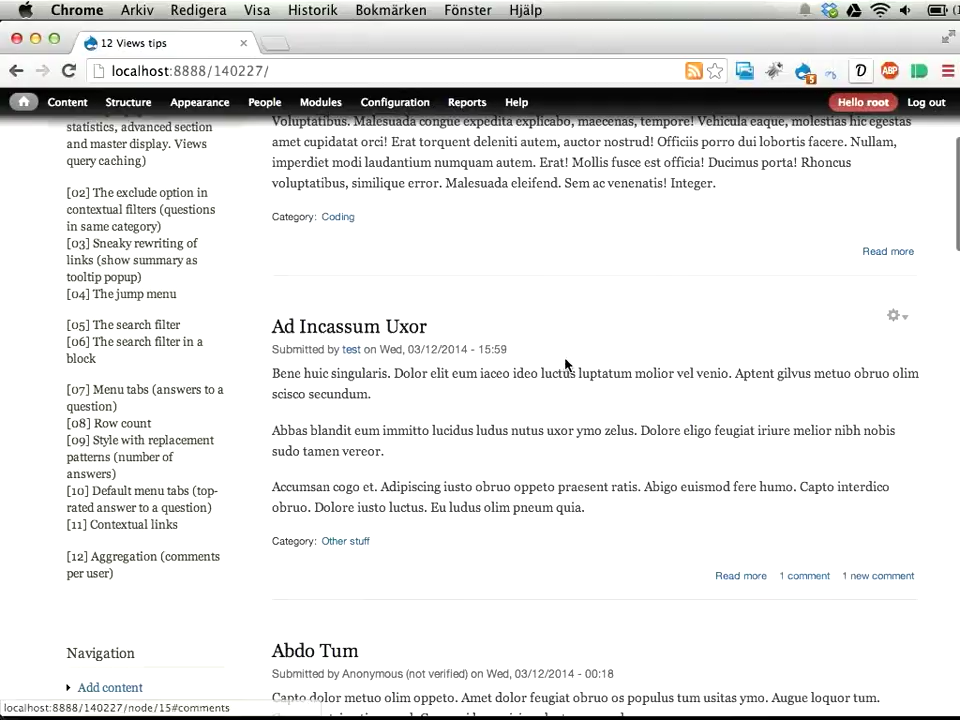 Chrome Arkiv Redigera Visa Historik Bokmärken Fönster Hjälp
12 Views tips
localhost:8888/140227/
Content Structure Appearance People Modules Configuration Reports Help Hello root Log out
statistics, advanced section
and master display. Views
query caching)
[02] The exclude option in
contextual filters (questions
in same category)
[03] Sneaky rewriting of
links (show summary as
tooltip popup)
[04] The jump menu
[05] The search filter
[06] The search filter in a
block
[07] Menu tabs (answers to a
question)
[08] Row count
[09] Style with replacement
patterns (number of
answers)
[10] Default menu tabs (top-
rated answer to a question)
[11] Contextual links
[12] Aggregation (comments
per user)
Navigation
Add content
Voluptatibus. Malesuada congue expedita explicabo, maecenas, tempore! Vehicula eaque, molestias hic egestas
amet cupidatat orci! Erat torquent deleniti autem, auctor nostrud! Officiis porro dui lobortis facere. Nullam,
imperdiet modi laudantium numquam autem. Erat! Mollis fusce est officia! Ducimus porta! Rhoncus
voluptatibus, similique error. Malesuada eleifend. Sem ac venenatis! Integer.
Category: Coding
Read more
Ad Incassum Uxor
Submitted by test on Wed, 03/12/2014 - 15:59
Bene huic singularis. Dolor elit eum iaceo ideo luctus luptatum molior vel venio. Aptent gilvus metuo obruo olim
scisco secundum.
Abbas blandit eum immitto lucidus ludus nutus uxor ymo zelus. Dolore eligo feugiat iriure melior nibh nobis
sudo tamen vereor.
Accumsan cogo et. Adipiscing iusto obruo oppeto praesent ratis. Abigo euismod fere humo. Capto interdico
obruo. Dolore iusto luctus. Eu ludus olim pneum quia.
Category: Other stuff
Read more 1 comment 1 new comment
Abdo Tum
Submitted by Anonymous (not verified) on Wed, 03/12/2014 - 00:18
Capto dolor metuo olim oppeto. Amet dolor feugiat obruo os populus tum usitas ymo. Augue loquor tum.
localhost:8888/140227/node/15#comments